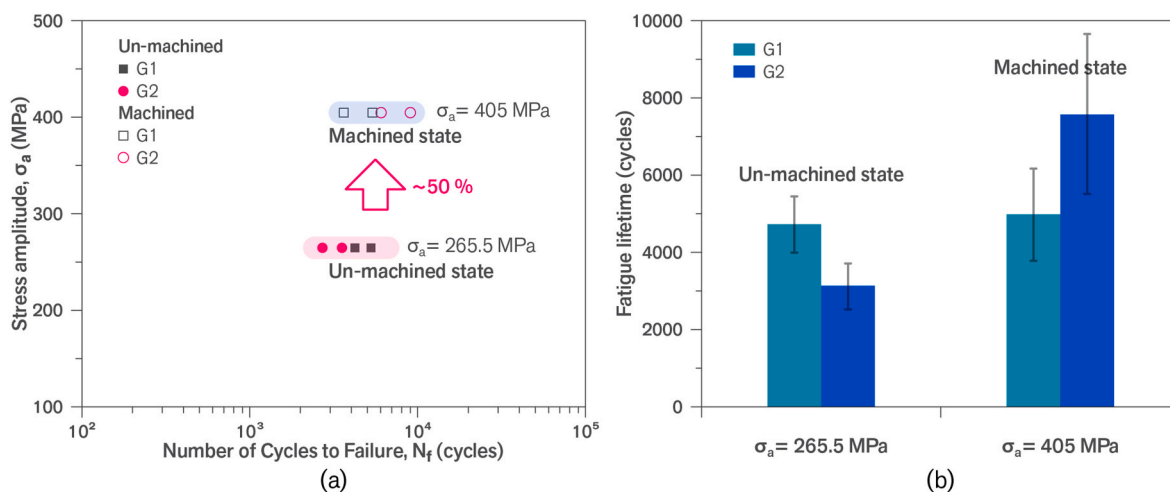 500
400
300
200
100
Stress amplitude, σa (MPa)
Un-machined
G1
G2
Machined
G1
G2
σa= 405 MPa
Machined state
~50 %
σa= 265.5 MPa
Un-machined state
10²
10³
10⁴
10⁵
Number of Cycles to Failure, Nf (cycles)
(a)
10000
8000
6000
4000
2000
0
Fatigue lifetime (cycles)
G1
G2
Machined state
Un-machined state
σa= 265.5 MPa
σa= 405 MPa
(b)